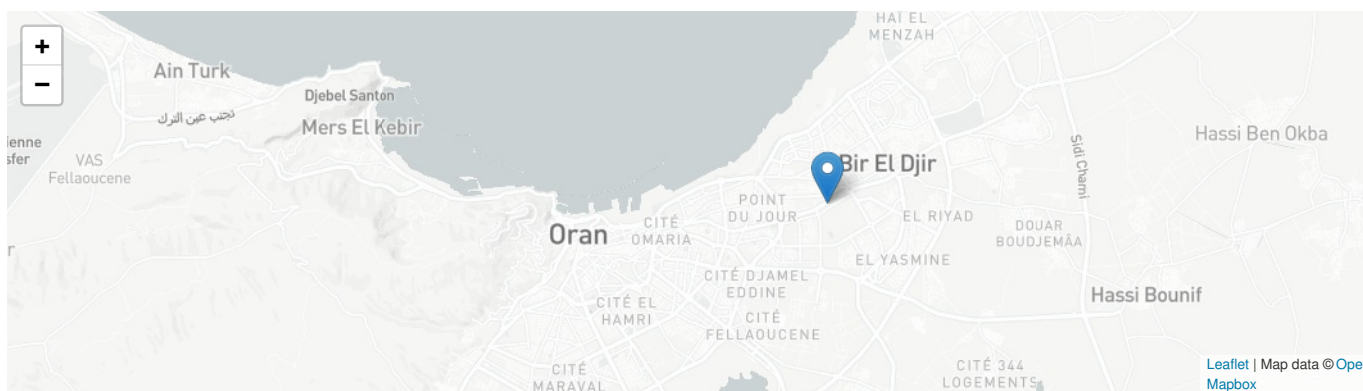 +
−
HAÏ EL
MENZAH
Ain Turk
Djebel Santon
تجنب عين الترك
Mers El Kebir
VAS
Fellaoucene
Sidi Chami
Hassi Ben Okba
Bir El Djir
POINT
DU JOUR
EL RIYAD
CITÉ
OMARIA
Oran
DOUAR
BOUDJEMÂA
EL YASMINE
CITÉ DJAMEL
EDDINE
CITÉ EL
HAMRI
Hassi Bounif
CITÉ
FELLAOUCENE
CITÉ
MARAVAL
CITÉ 344
LOGEMENTS
Leaflet | Map data © Ope
Mapbox